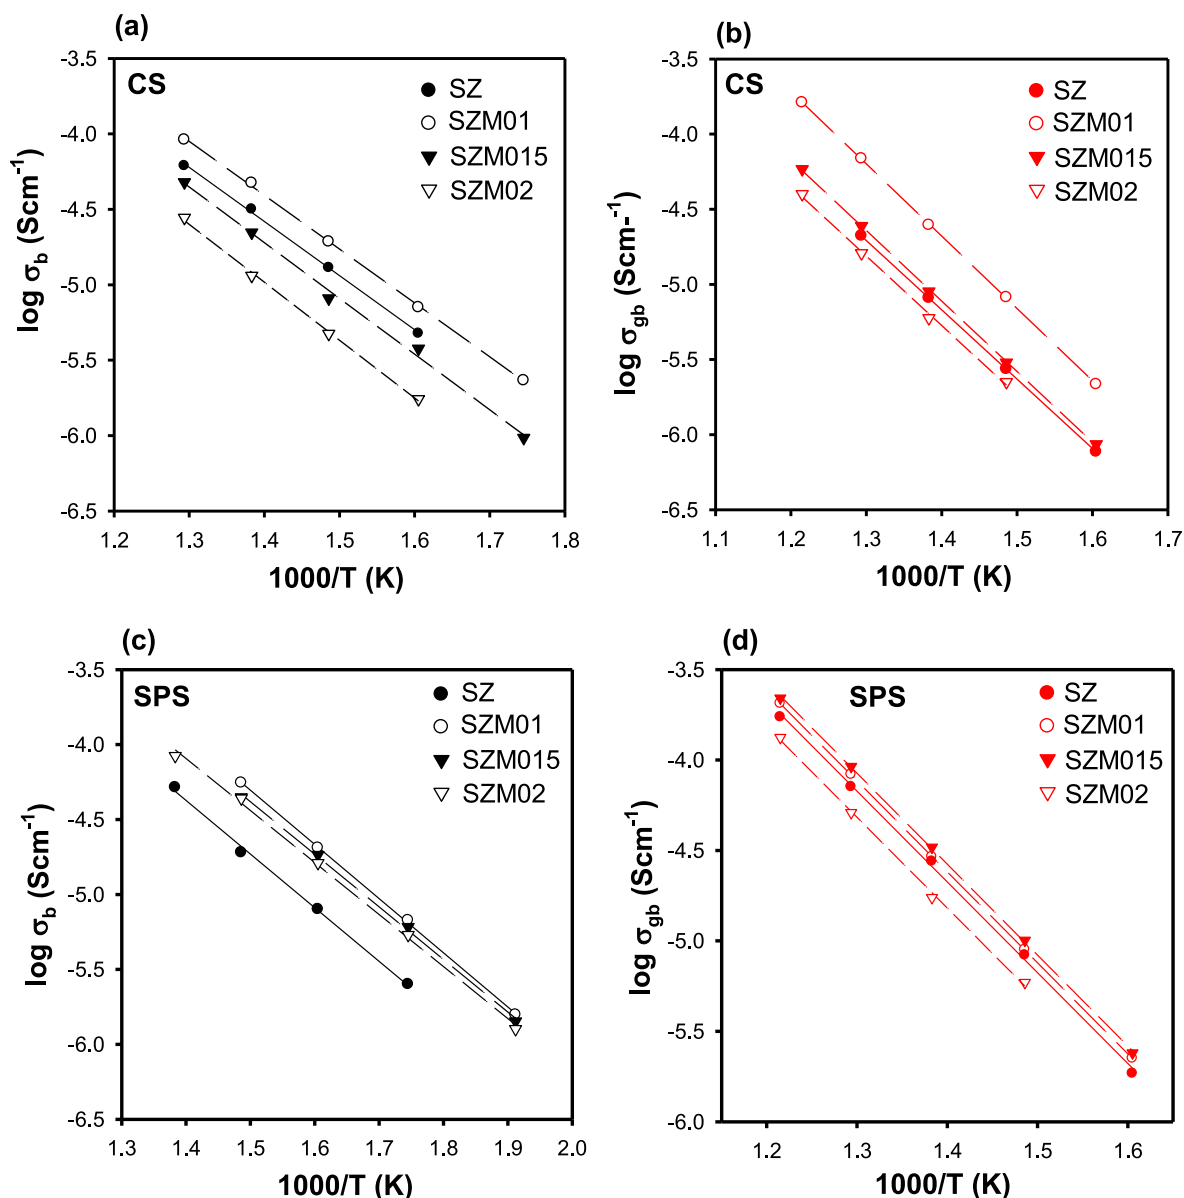 (a)
CS
SZ
SZM01
SZM015
SZM02
-3.5
-4.0
-4.5
-5.0
-5.5
-6.0
-6.5
log σb (Scm-1)
1.2 1.3 1.4 1.5 1.6 1.7 1.8
1000/T (K)
(b)
CS
SZ
SZM01
SZM015
SZM02
-3.5
-4.0
-4.5
-5.0
-5.5
-6.0
-6.5
log σgb (Scm-1)
1.1 1.2 1.3 1.4 1.5 1.6 1.7
1000/T (K)
(c)
SPS
SZ
SZM01
SZM015
SZM02
-3.5
-4.0
-4.5
-5.0
-5.5
-6.0
-6.5
log σb (Scm-1)
1.3 1.4 1.5 1.6 1.7 1.8 1.9 2.0
1000/T (K)
(d)
SPS
SZ
SZM01
SZM015
SZM02
-3.5
-4.0
-4.5
-5.0
-5.5
-6.0
log σgb (Scm-1)
1.2 1.3 1.4 1.5 1.6
1000/T (K)